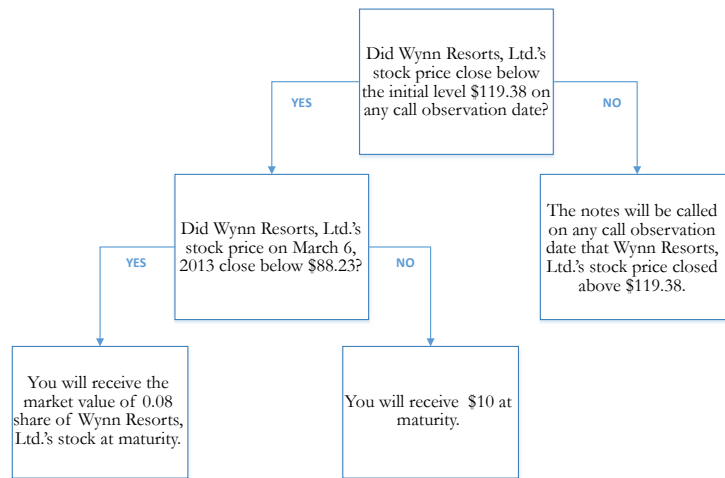 Did Wynn Resorts, Ltd.'s
stock price close below
the initial level $119.38 on
any call observation date?
YES
NO
Did Wynn Resorts, Ltd.'s
stock price on March 6,
2013 close below $88.23?
The notes will be called
on any call observation
date that Wynn Resorts,
Ltd.'s stock price closed
above $119.38.
YES
NO
You will receive the
market value of 0.08
share of Wynn Resorts,
Ltd.'s stock at maturity.
You will receive $10 at
maturity.